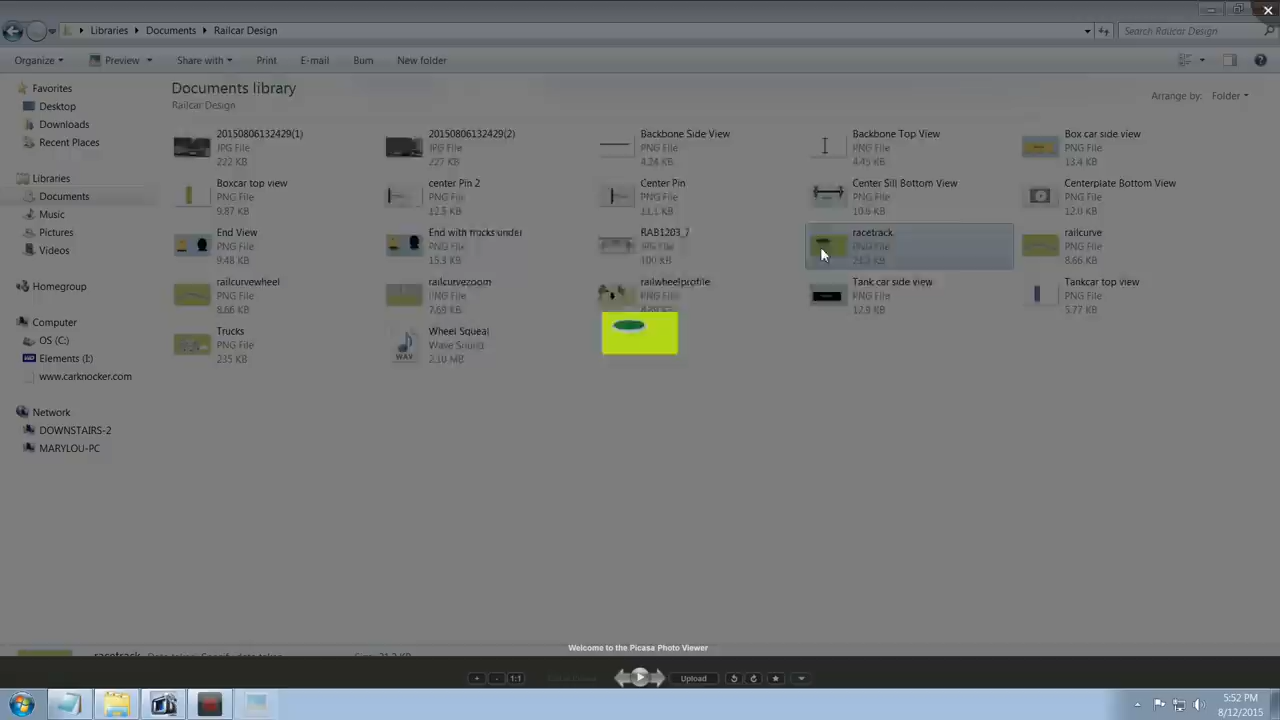 Libraries Documents Railcar Design Search Railcar Design
Organize Preview Share with Print E-mail Burn New folder
Favorites
Desktop
Downloads
Recent Places
Libraries
Documents
Music
Pictures
Videos
Homegroup
Computer
OS (C:)
Elements (I:)
www.carknocker.com
Network
DOWNSTAIRS-2
MARYLOU-PC
Documents library
Railcar Design
Arrange by: Folder
20150806132429(1)
JPG File
222 KB
20150806132429(2)
JPG File
227 KB
Backbone Side View
PNG File
4.24 KB
Backbone Top View
PNG File
4.45 KB
Box car side view
PNG File
13.4 KB
Boxcar top view
PNG File
9.87 KB
center Pin 2
PNG File
12.5 KB
Center Pin
PNG File
11.1 KB
Center Sill Bottom View
PNG File
10.8 KB
Centerplate Bottom View
PNG File
12.0 KB
End View
PNG File
9.48 KB
End with trucks under
PNG File
15.3 KB
RAB1203_7
JPG File
100 KB
racetrack
PNG File
21.3 KB
railcurve
PNG File
8.66 KB
railcurvewheel
PNG File
8.66 KB
railcurvezoom
PNG File
7.69 KB
railwheelprofile
PNG File
Tank car side view
PNG File
12.9 KB
Tankcar top view
PNG File
5.77 KB
Trucks
PNG File
235 KB
Wheel Squeal
Wave Sound
2.10 MB
WAV
Welcome to the Picasa Photo Viewer
racetrack
+ - 1:1 Upload
5:52 PM
8/12/2015